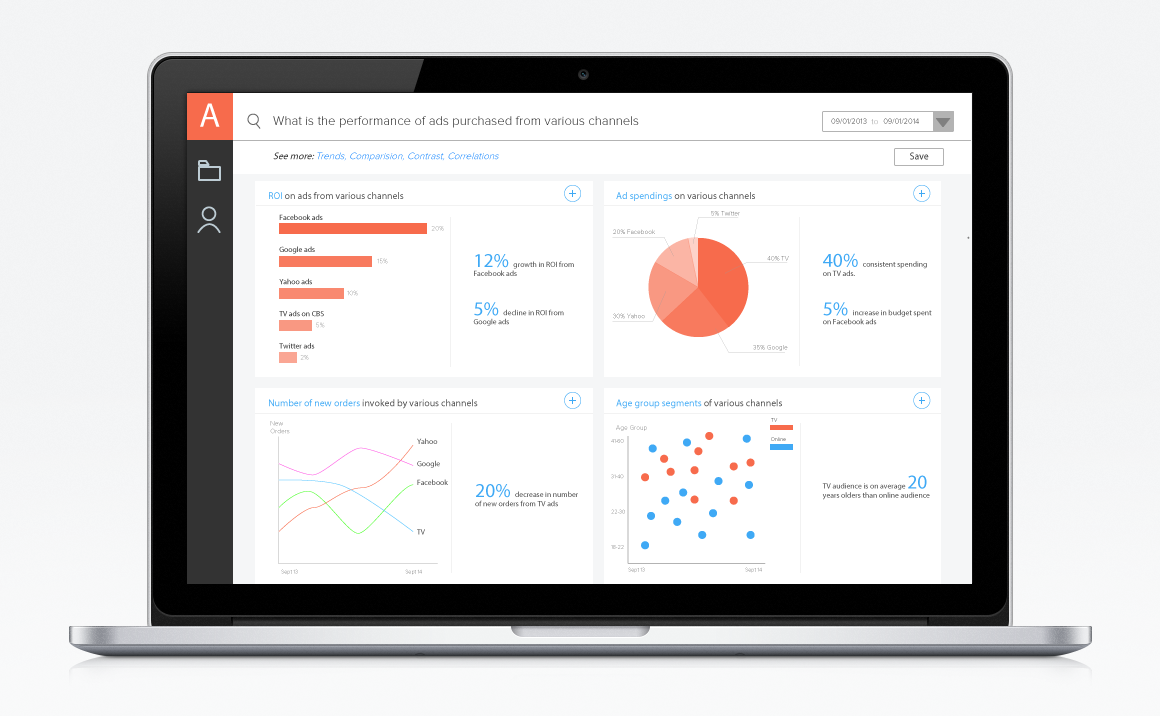 A
What is the performance of ads purchased from various channels
09/01/2013 to 09/01/2014
See more: Trends, Comparision, Contrast, Correlations
Save
ROI on ads from various channels
Facebook ads
20%
Google ads
15%
Yahoo ads
10%
TV ads on CBS
5%
Twitter ads
2%
12% growth in ROI from
Facebook ads
5% decline in ROI from
Google ads
Ad spendings on various channels
5% Twitter
20% Facebook
40% TV
30% Yahoo
35% Google
40% consistent spending
on TV ads.
5% increase in budget spent
on Facebook ads
Number of new orders invoked by various channels
New
Orders
Yahoo
Google
Facebook
TV
Sept 13
Sept 14
20% decrease in number
of new orders from TV ads
Age group segments of various channels
Age Group
TV
Online
41-60
31-40
22-30
18-22
Sept 13
Sept 14
TV audience is on average 20
years olders than online audience